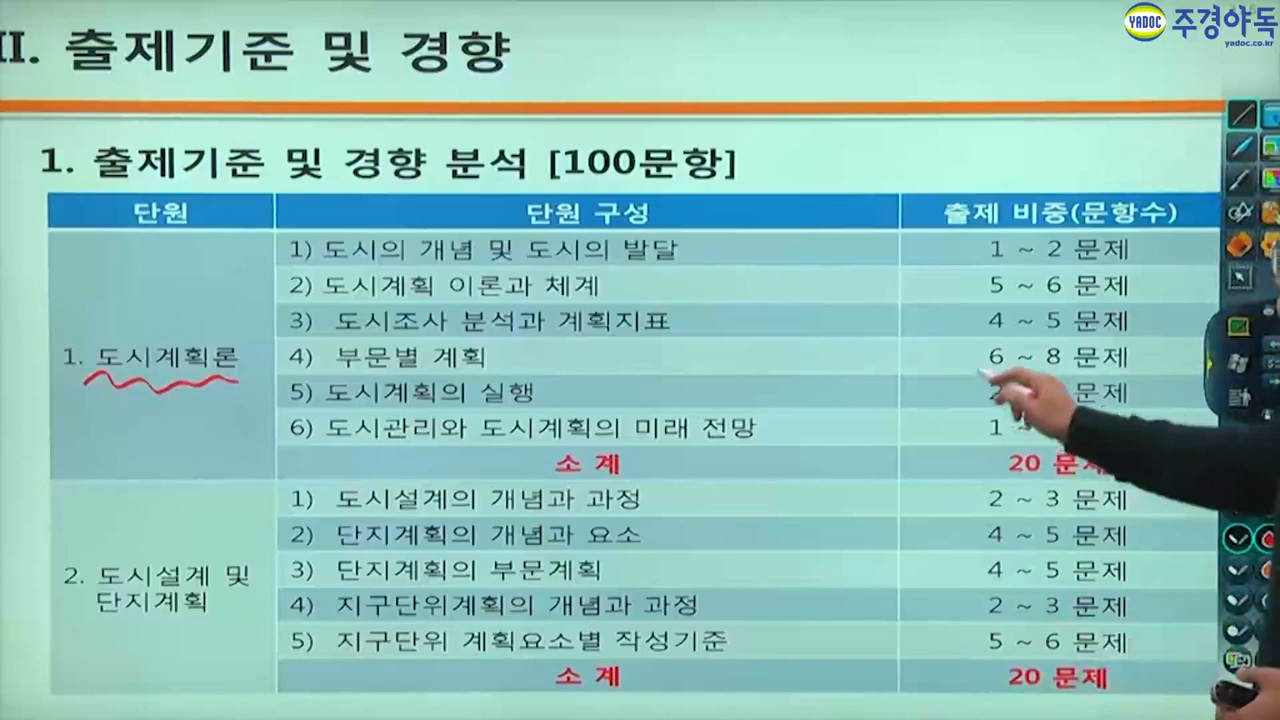 YADOC 주경야독
yadoc.co.kr
II. 출제기준 및 경향
1. 출제기준 및 경향 분석 [100문항]
단원 단원 구성 출제 비중(문항수)
1. 도시계획론
1) 도시의 개념 및 도시의 발달 1 ~ 2 문제
2) 도시계획 이론과 체계 5 ~ 6 문제
3) 도시조사 분석과 계획지표 4 ~ 5 문제
4) 부문별 계획 6 ~ 8 문제
5) 도시계획의 실행 문제
6) 도시관리와 도시계획의 미래 전망 1
소 계 20 문제
2. 도시설계 및
단지계획
1) 도시설계의 개념과 과정 2 ~ 3 문제
2) 단지계획의 개념과 요소 4 ~ 5 문제
3) 단지계획의 부문계획 4 ~ 5 문제
4) 지구단위계획의 개념과 과정 2 ~ 3 문제
5) 지구단위 계획요소별 작성기준 5 ~ 6 문제
소 계 20 문제